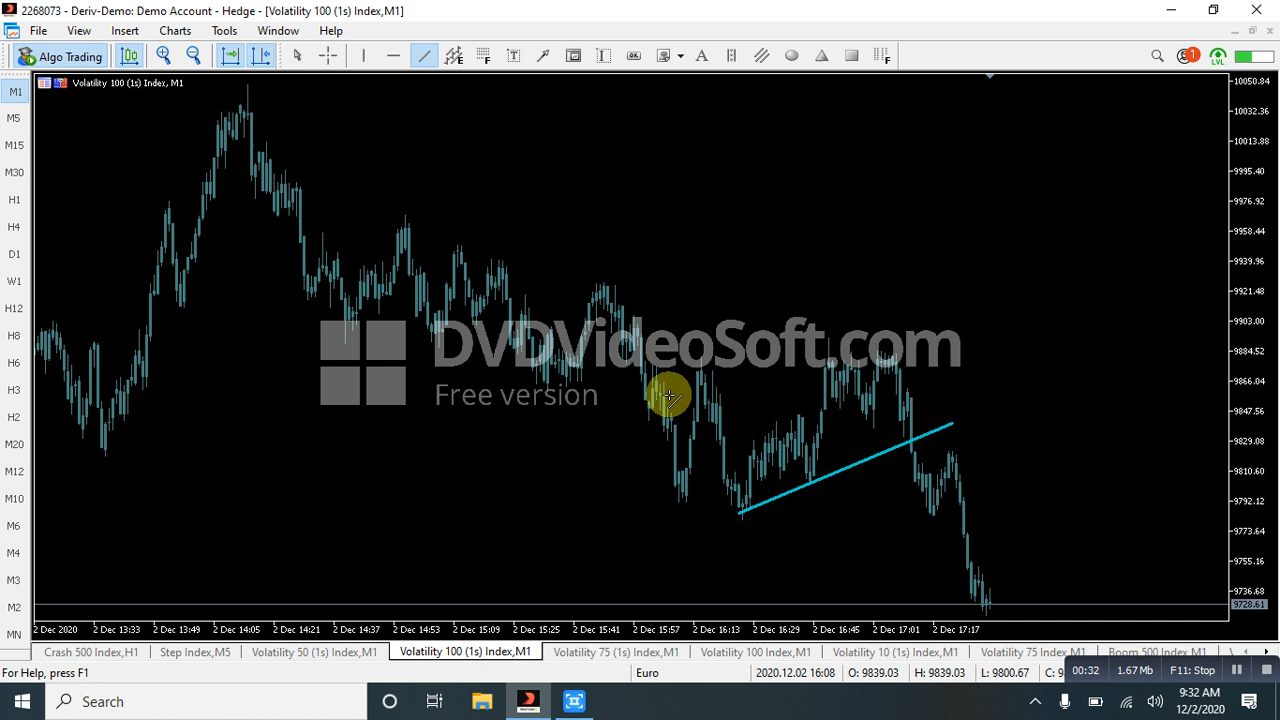 2268073 - Deriv-Demo: Demo Account - Hedge - [Volatility 100 (1s) Index,M1]
File View Insert Charts Tools Window Help
Algo Trading
E
F
T
OK
A
F
1
LVL
Volatility 100 (1s) Index, M1
M1
M5
M15
M30
H1
H4
D1
W1
H12
H8
H6
H3
H2
M20
M12
M10
M6
M4
M3
M2
MN
10050.84
10032.36
10013.88
9995.40
9976.92
9958.44
9939.96
9921.48
9903.00
9884.52
9866.04
9847.56
9829.08
9810.60
9792.12
9773.64
9755.16
9736.68
9728.61
DVDVideoSoft.com
Free version
2 Dec 2020 2 Dec 13:33 2 Dec 13:49 2 Dec 14:05 2 Dec 14:21 2 Dec 14:37 2 Dec 14:53 2 Dec 15:09 2 Dec 15:25 2 Dec 15:41 2 Dec 15:57 2 Dec 16:13 2 Dec 16:29 2 Dec 16:45 2 Dec 17:01 2 Dec 17:17
Crash 500 Index,H1 Step Index,M5 Volatility 50 (1s) Index,M1 Volatility 100 (1s) Index,M1 Volatility 75 (1s) Index,M1 Volatility 100 Index,M1 Volatility 10 (1s) Index,M1 Volatility 75 Index,M1 Boom 500 Index,M1
For Help, press F1 Euro 2020.12.02 16:08 O: 9839.03 H: 9839.03 L: 9800.67 C: 9 00:32 1.67 Mb F11: Stop
Search
9:32 AM
12/2/2020